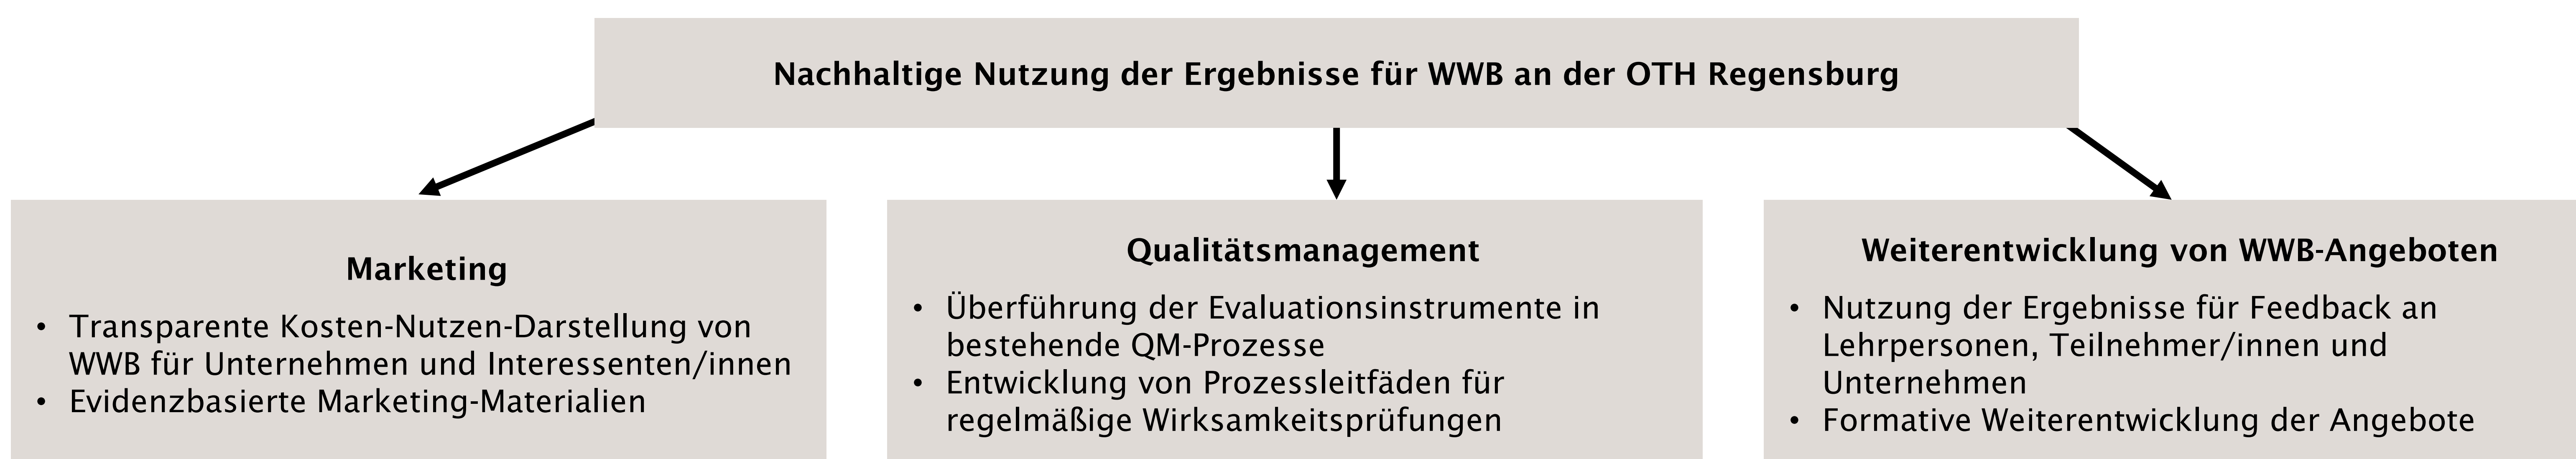 Nachhaltige Nutzung der Ergebnisse für WWB an der OTH Regensburg
Marketing
• Transparente Kosten-Nutzen-Darstellung von
WWB für Unternehmen und Interessenten/innen
• Evidenzbasierte Marketing-Materialien
Qualitätsmanagement
• Überführung der Evaluationsinstrumente in
bestehende QM-Prozesse
• Entwicklung von Prozessleitfäden für
regelmäßige Wirksamkeitsprüfungen
Weiterentwicklung von WWB-Angeboten
• Nutzung der Ergebnisse für Feedback an
Lehrpersonen, Teilnehmer/innen und
Unternehmen
• Formative Weiterentwicklung der Angebote